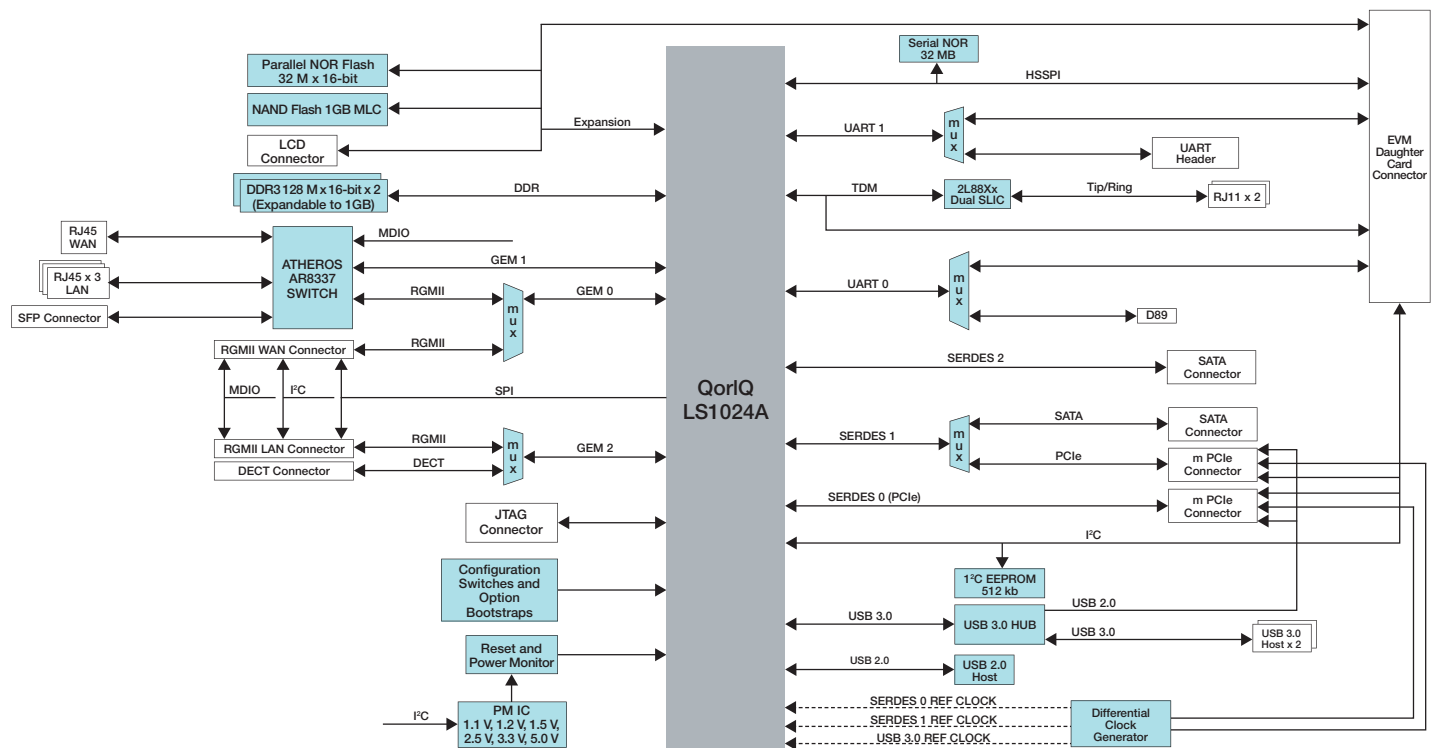 Parallel NOR Flash
32 M x 16-bit
NAND Flash 1GB MLC
LCD
Connector
Expansion
DDR3 128 M x 16-bit x 2
(Expandable to 1GB)
DDR
RJ45
WAN
RJ45 x 3
LAN
SFP Connector
ATHEROS
AR8337
SWITCH
MDIO
GEM 1
RGMII
mux
GEM 0
RGMII
RGMII WAN Connector
MDIO
I²C
SPI
RGMII LAN Connector
DECT Connector
RGMII
DECT
mux
GEM 2
JTAG
Connector
Configuration
Switches and
Option
Bootstraps
Reset and
Power Monitor
I²C
PM IC
1.1 V, 1.2 V, 1.5 V,
2.5 V, 3.3 V, 5.0 V
QorIQ
LS1024A
Serial NOR
32 MB
HSSPI
UART 1
mux
UART
Header
TDM
2L88Xx
Dual SLIC
Tip/Ring
RJ11 x 2
EVM
Daughter
Card
Connector
UART 0
mux
D89
SERDES 2
SATA
Connector
SERDES 1
mux
SATA
SATA
Connector
PCIe
m PCIe
Connector
SERDES 0 (PCIe)
m PCIe
Connector
I²C
1²C EEPROM
512 kb
USB 3.0
USB 3.0 HUB
USB 2.0
USB 3.0
USB 3.0
Host x 2
USB 2.0
USB 2.0
Host
SERDES 0 REF CLOCK
SERDES 1 REF CLOCK
USB 3.0 REF CLOCK
Differential
Clock
Generator